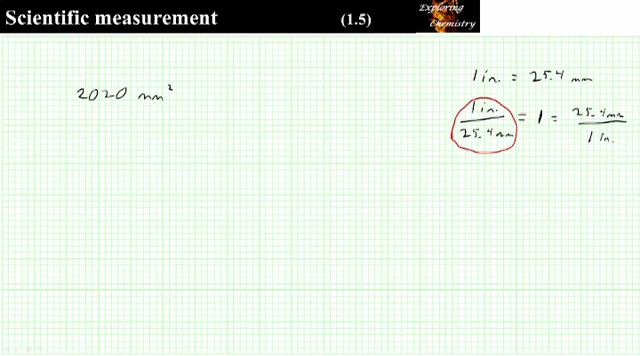 Scientific measurement (1.5) Exploring Chemistry
1 in. = 25.4 mm
2020 mm²
1 in. / 25.4 mm = 1 = 25.4 mm / 1 in.